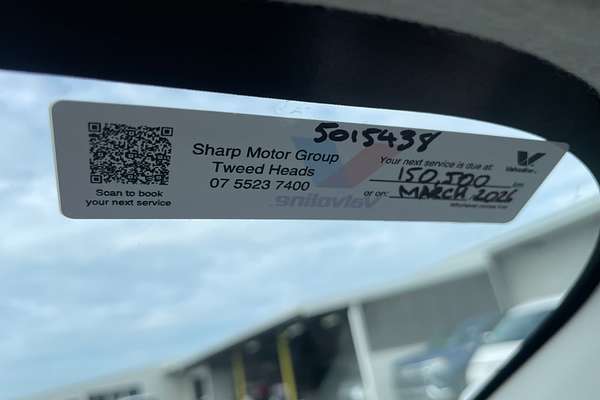 5015438
Sharp Motor Group
Tweed Heads
07 5523 7400
Scan to book
your next service
Your next service is due at:
150,500 km
or on: MARCH 2026
Valvoline
Valvoline